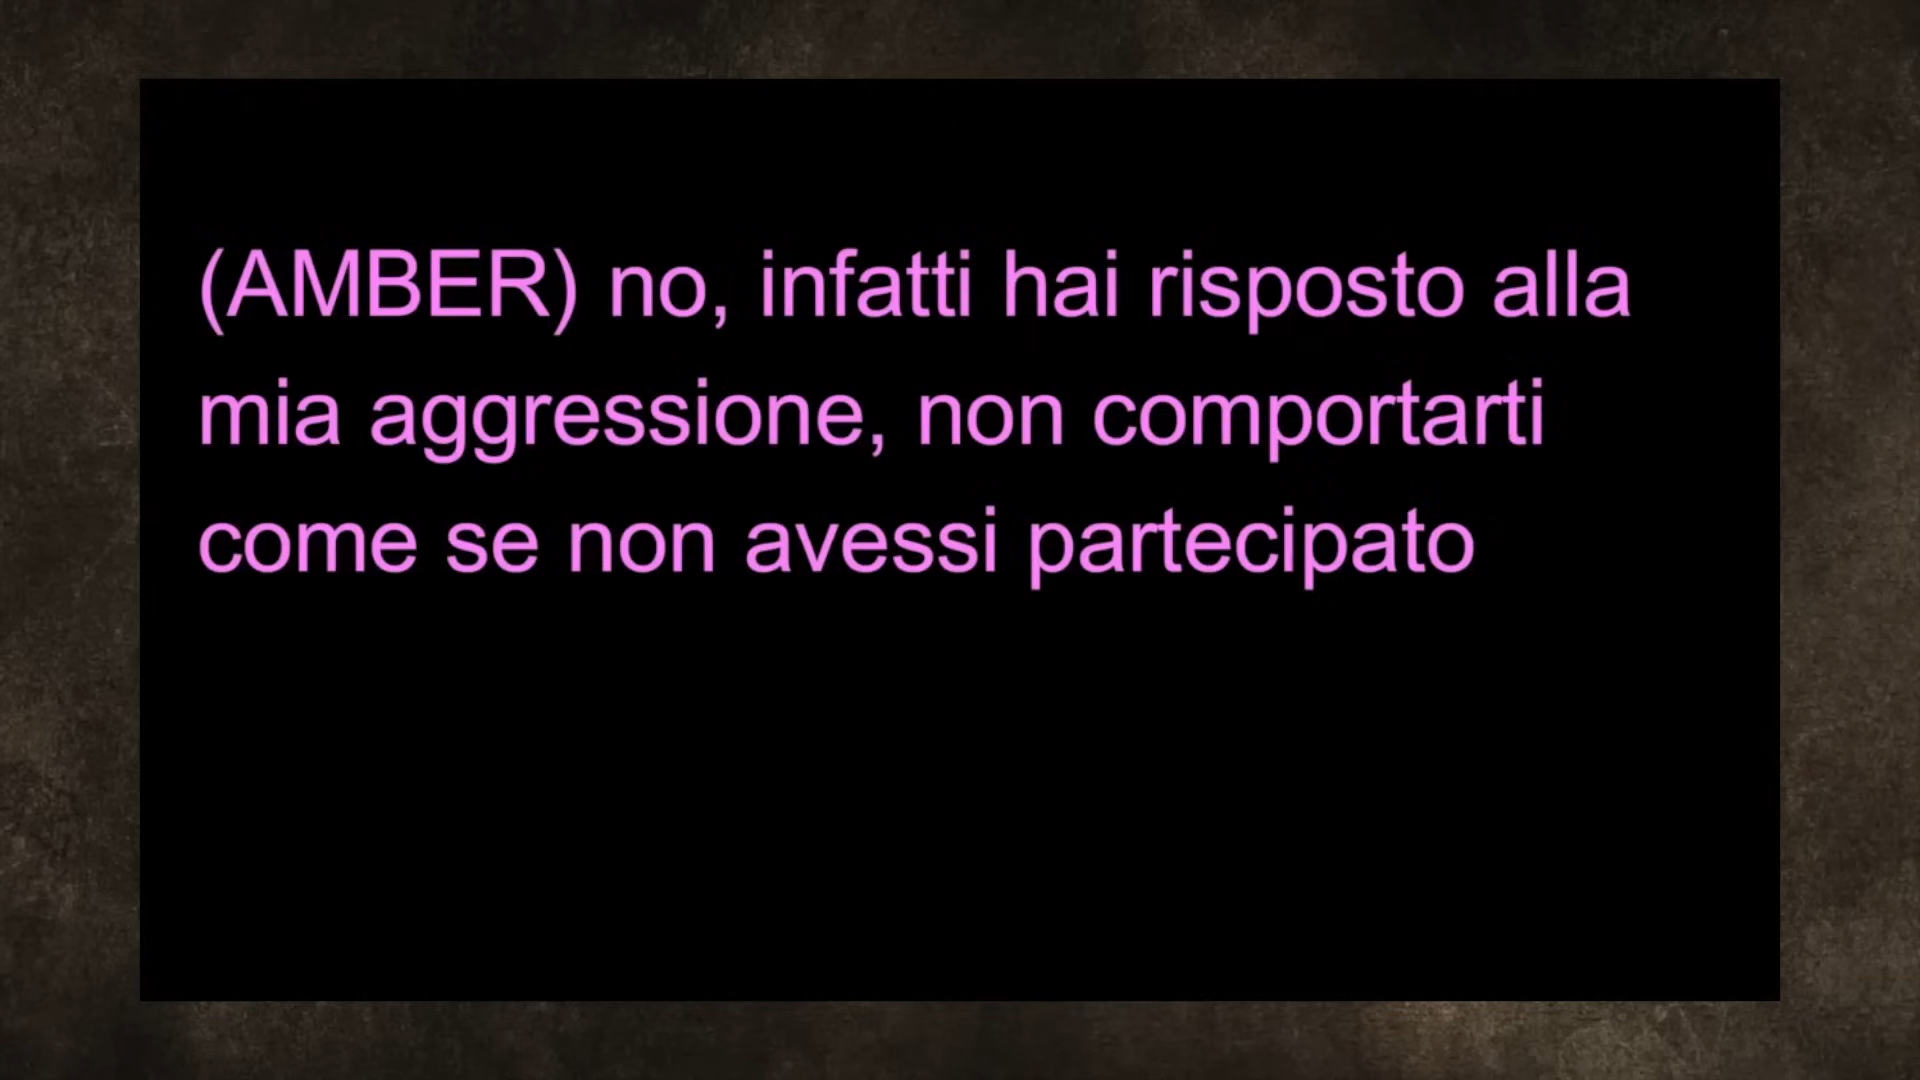 (AMBER) no, infatti hai risposto alla
mia aggressione, non comportarti
come se non avessi partecipato